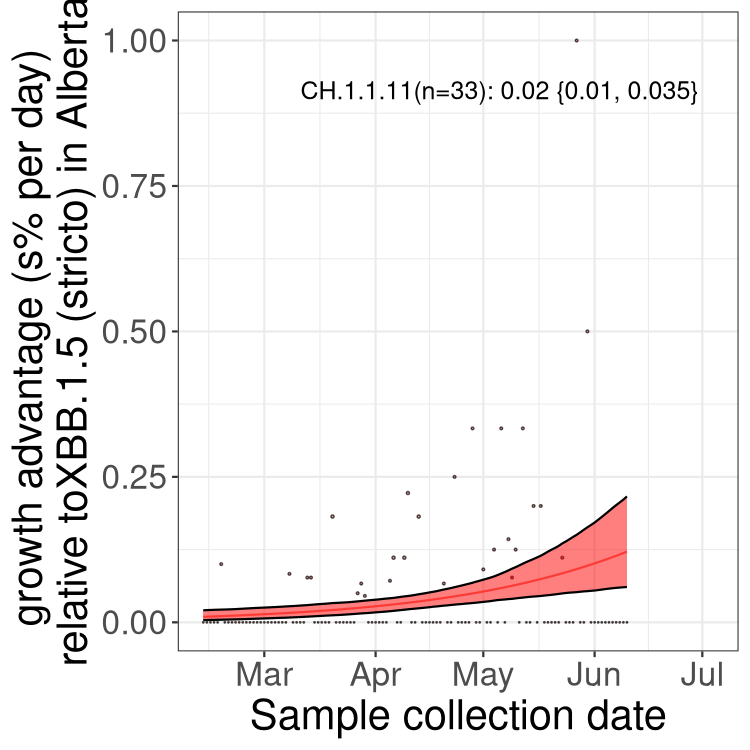 growth advantage (s% per day)
relative toXBB.1.5 (stricto) in Alberta
1.00
CH.1.1.11(n=33): 0.02 {0.01, 0.035}
0.75
0.50
0.25
0.00
Mar Apr May Jun Jul
Sample collection date